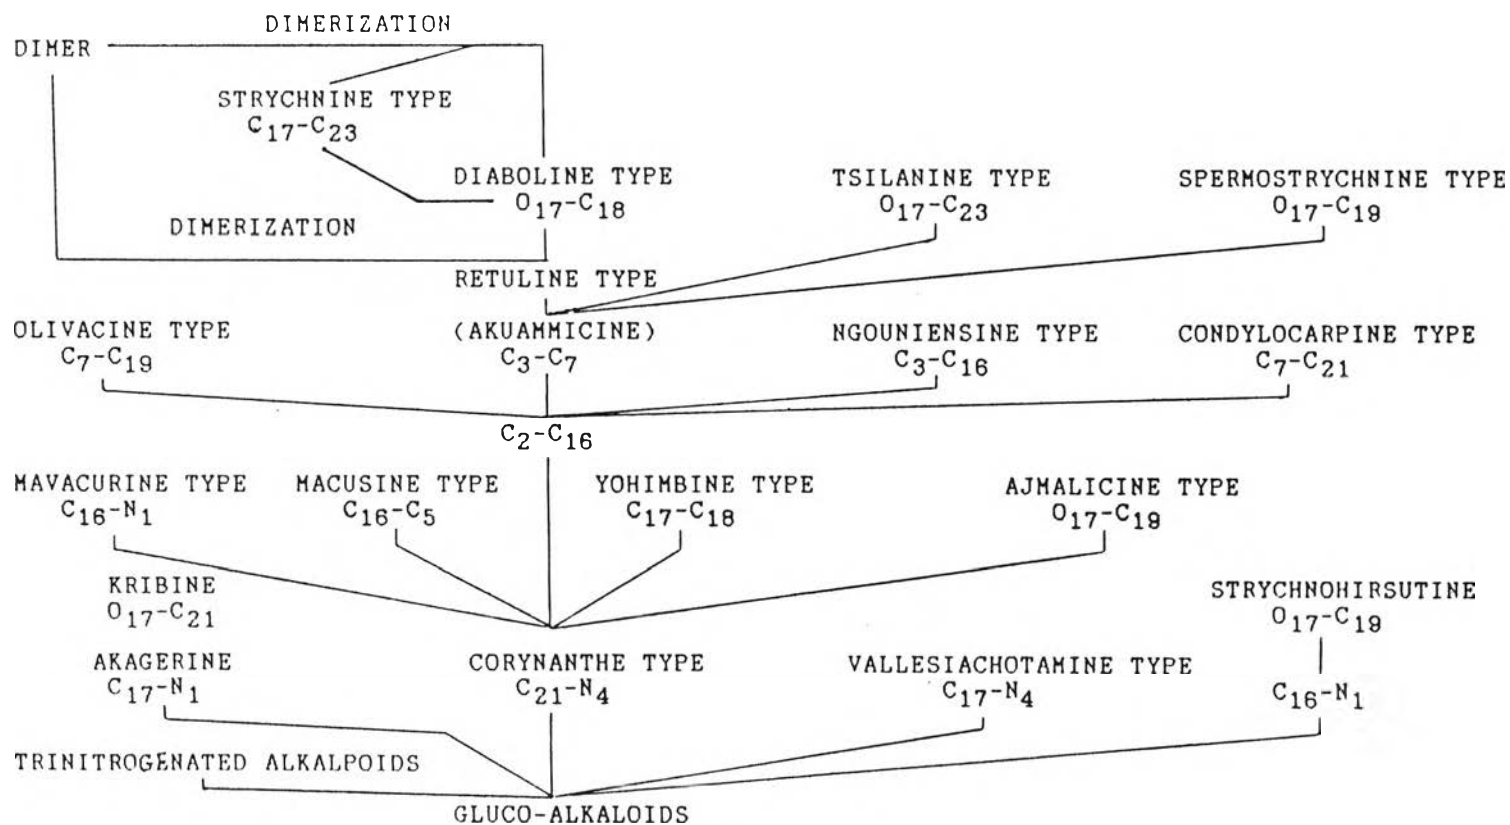 DIMERIZATION
DIMER
STRYCHNINE TYPE
C17-C23
DIABOLINE TYPE
O17-C18
TSILANINE TYPE
O17-C23
SPERMOSTRYCHNINE TYPE
O17-C19
DIMERIZATION
RETULINE TYPE
OLIVACINE TYPE
C7-C19
(AKUAMMICINE)
C3-C7
NGOUNIENSINE TYPE
C3-C16
CONDYLOCARPINE TYPE
C7-C21
C2-C16
MAVACURINE TYPE
C16-N1
MACUSINE TYPE
C16-C5
YOHIMBINE TYPE
C17-C18
AJMALICINE TYPE
O17-C19
KRIBINE
O17-C21
STRYCHNOHIRSUTINE
O17-C19
AKAGERINE
C17-N1
CORYNANTHE TYPE
C21-N4
VALLESIACHOTAMINE TYPE
C17-N4
C16-N1
TRINITROGENATED ALKALPOIDS
GLUCO-ALKALOIDS